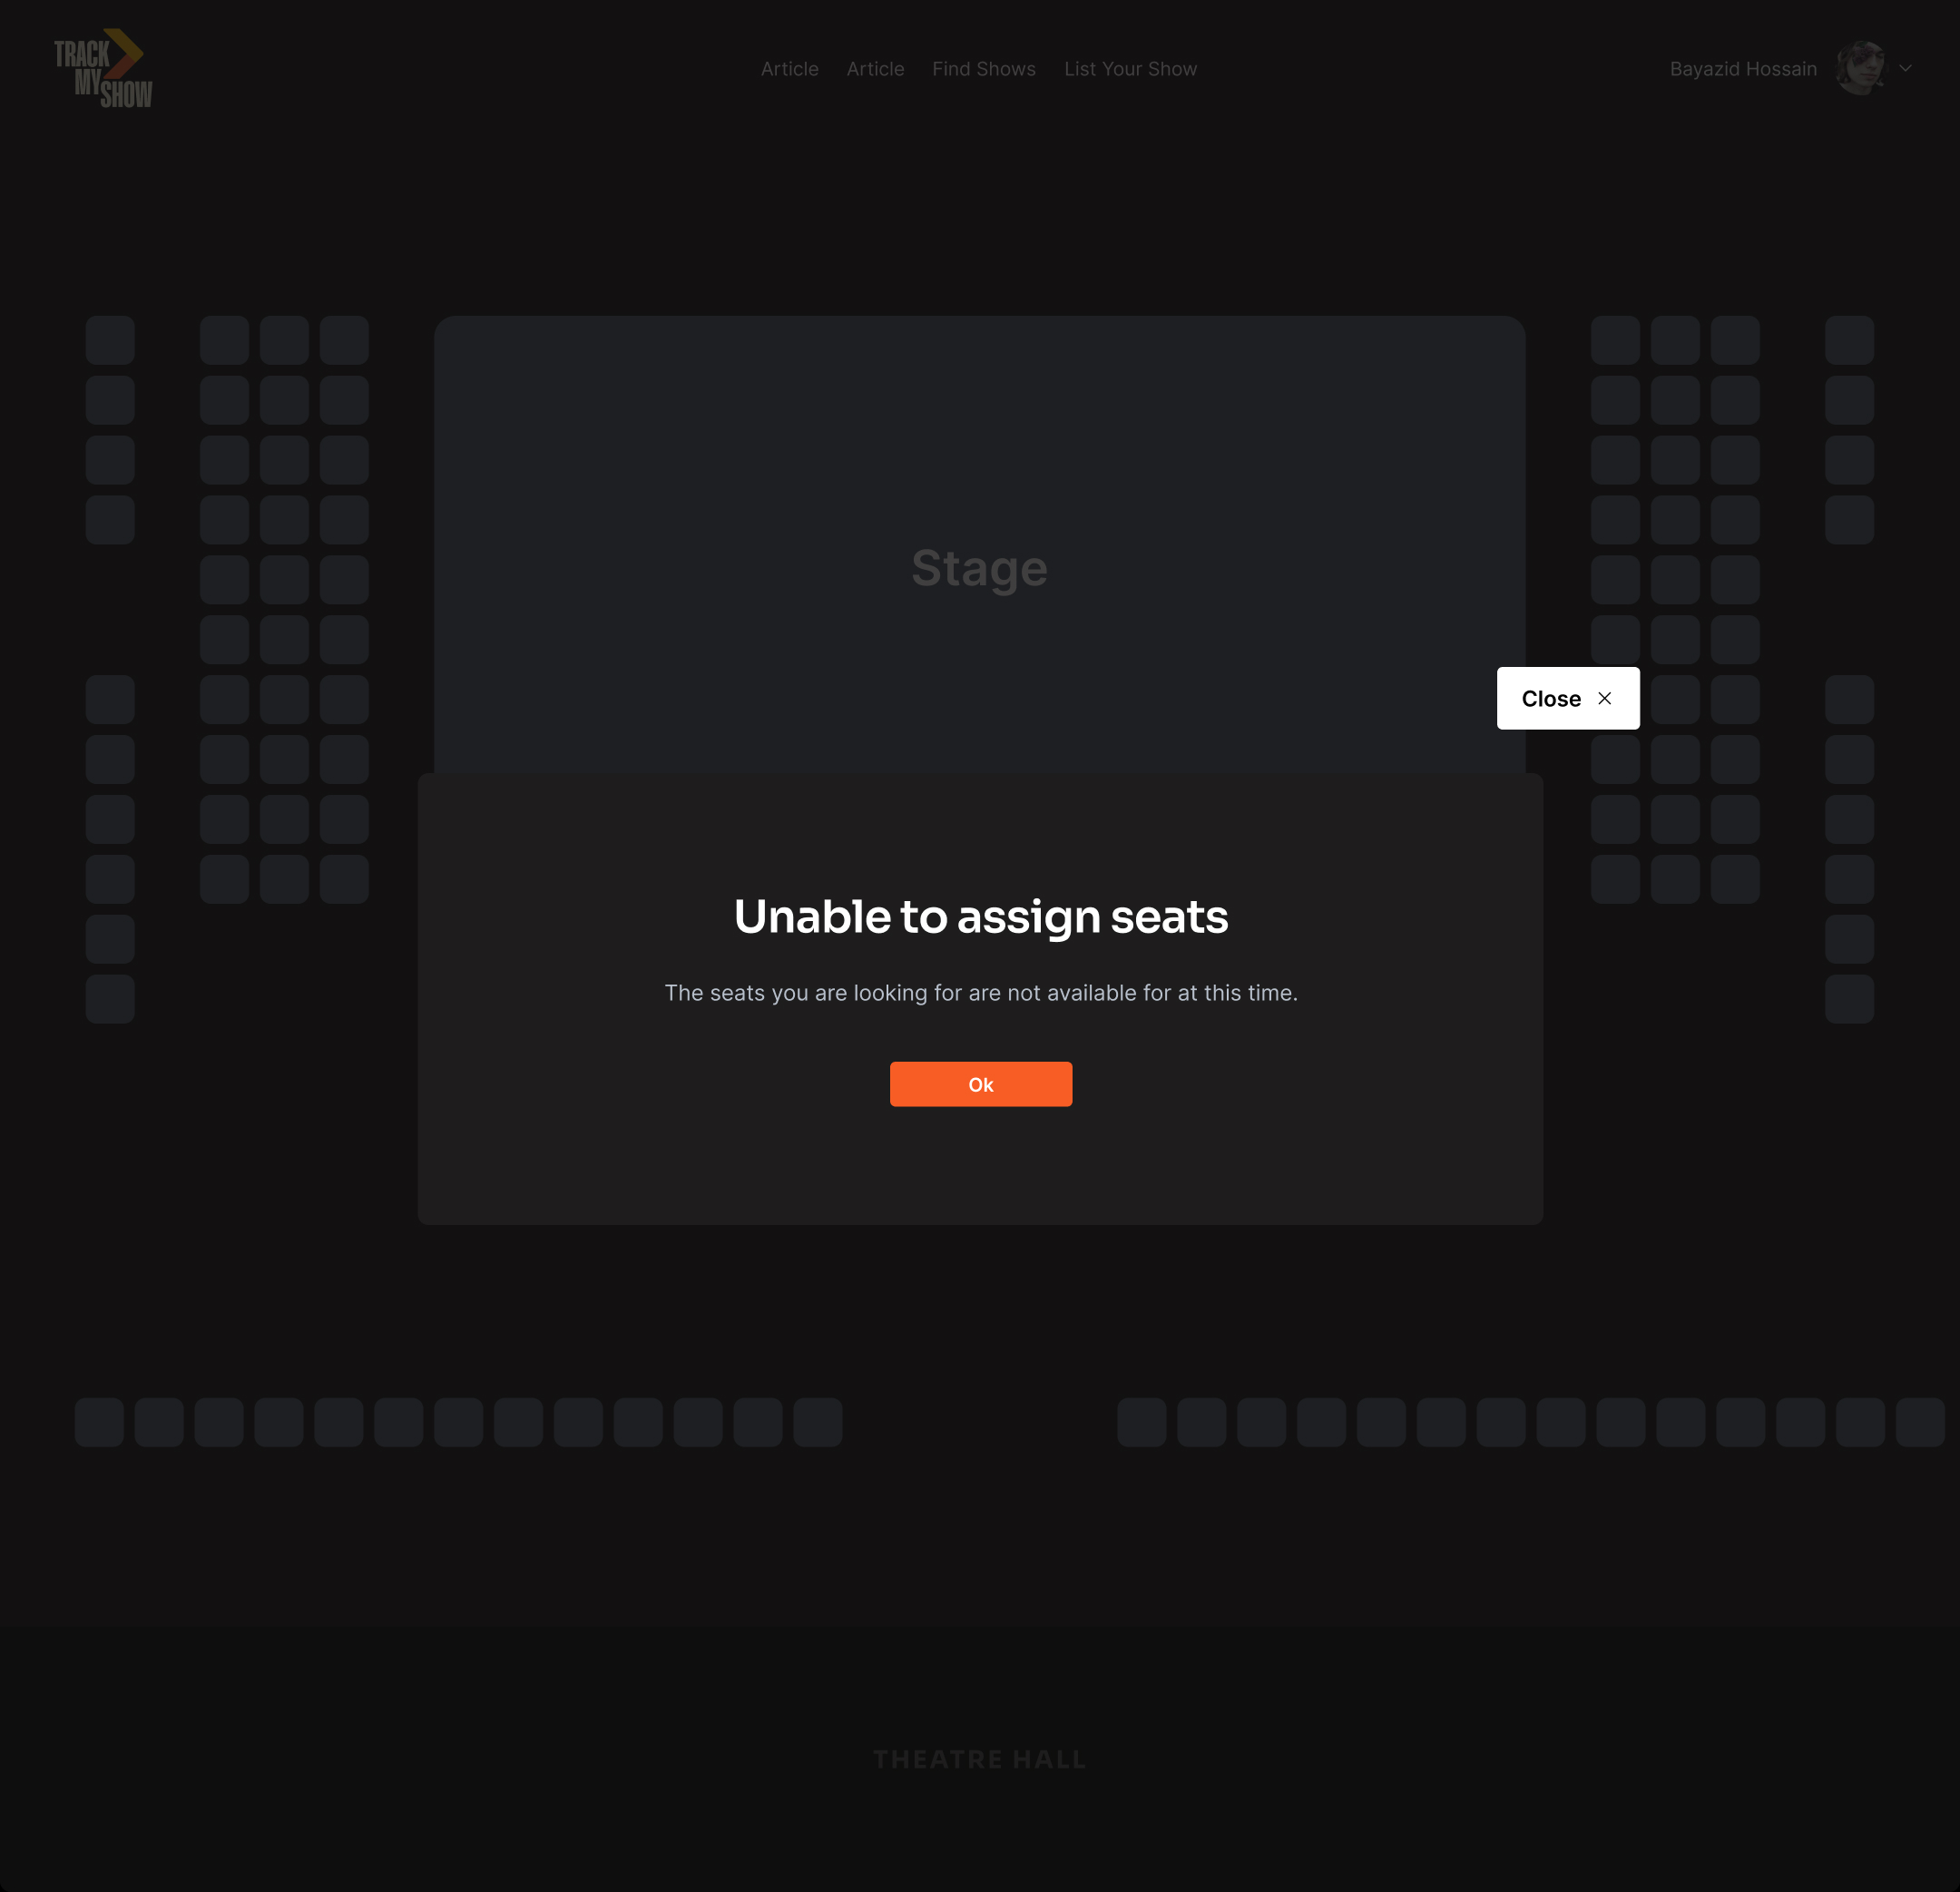 TRACK
MY
SHOW
Article Article Find Shows List Your Show
Bayazid Hossain
Stage
Close
Unable to assign seats
The seats you are looking for are not available for at this time.
Ok
THEATRE HALL